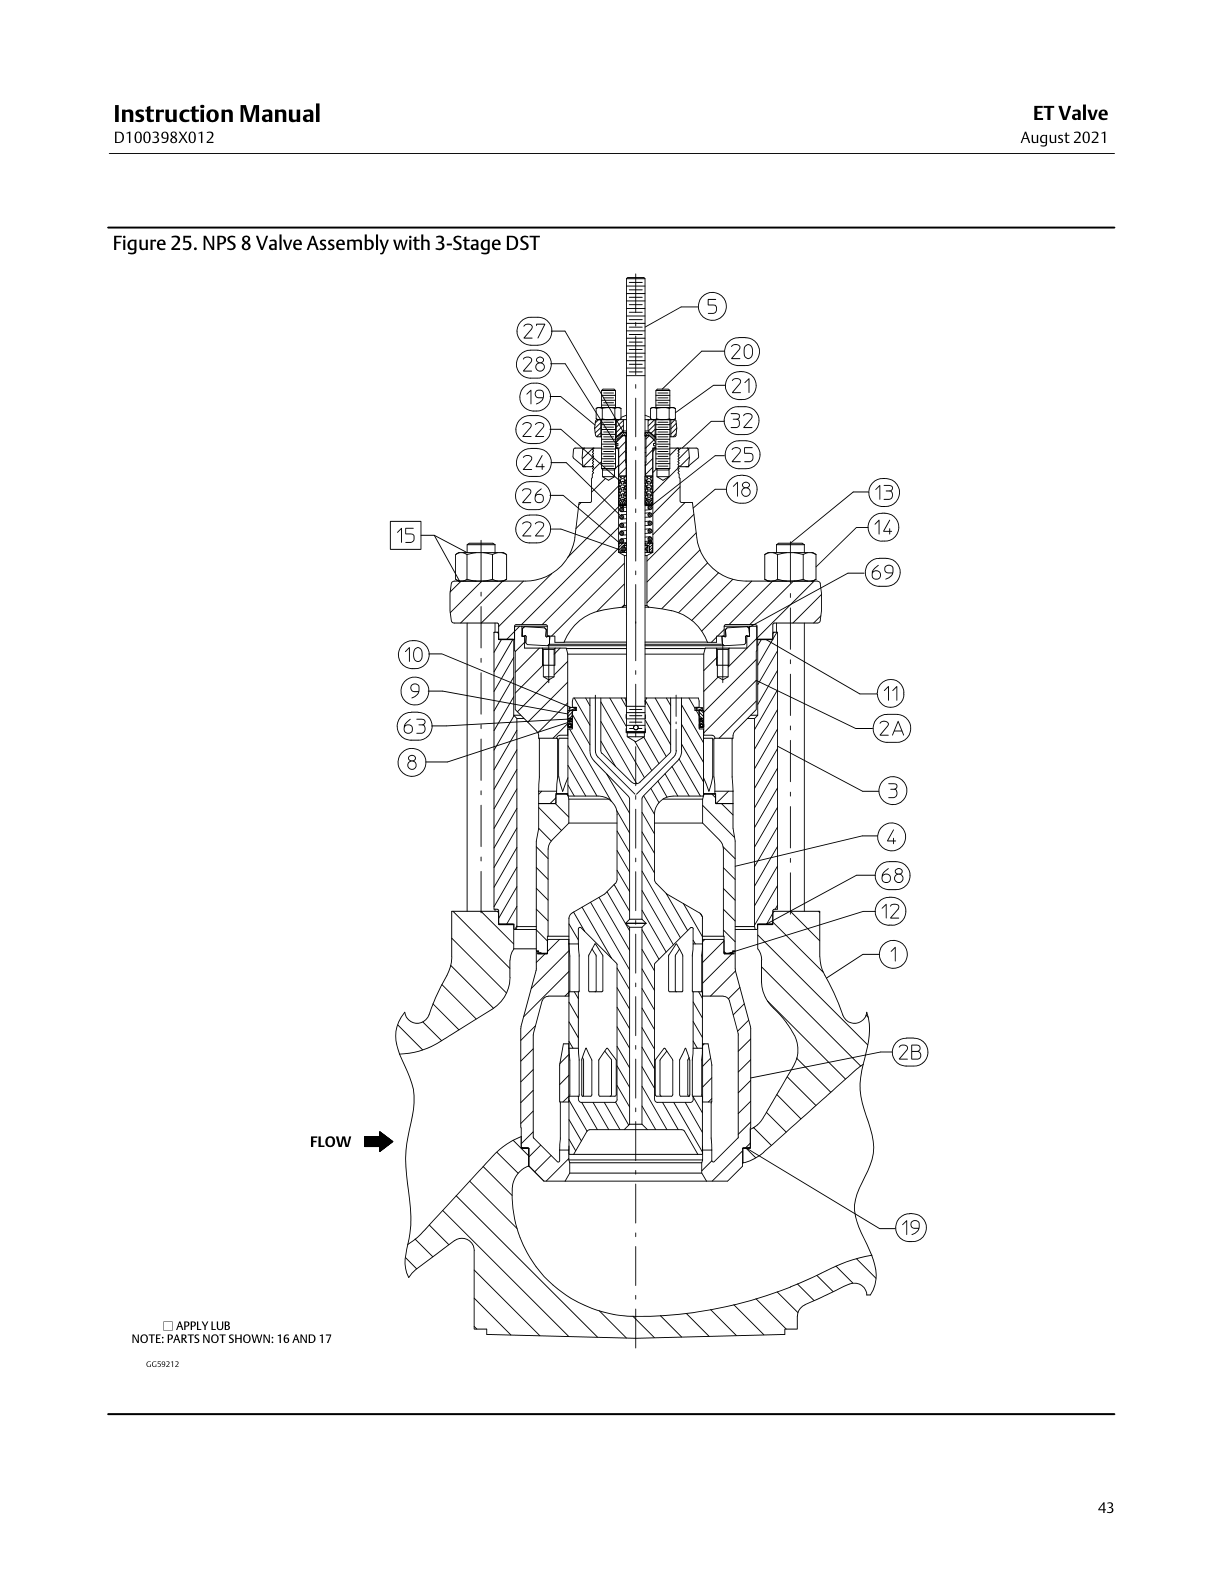 Instruction Manual
D100398X012
ET Valve
August 2021
Figure 25. NPS 8 Valve Assembly with 3-Stage DST
5
27
20
28
21
19
32
22
25
24
18
26
13
22
14
15
69
10
9
11
63
2A
8
3
4
68
12
1
2B
FLOW
19
APPLY LUB
NOTE: PARTS NOT SHOWN: 16 AND 17
GG59212
43